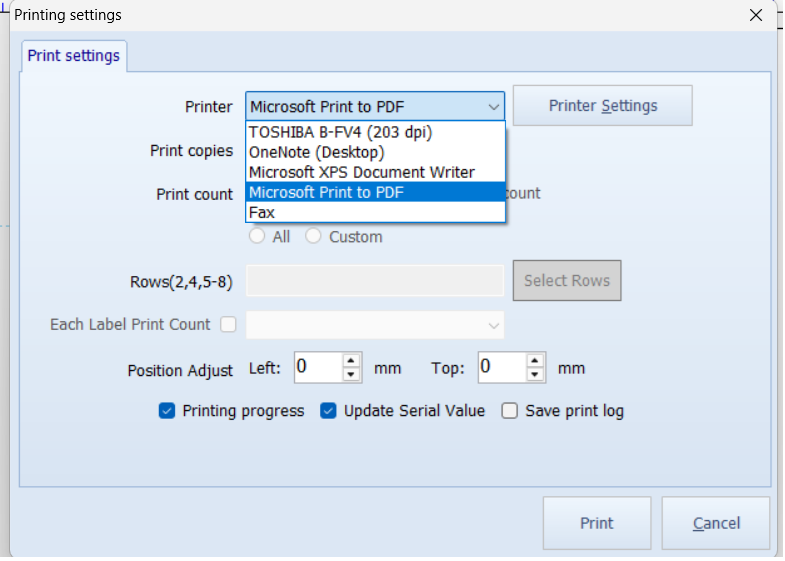 Printing settings
Print settings
Printer
Microsoft Print to PDF
Printer Settings
TOSHIBA B-FV4 (203 dpi)
OneNote (Desktop)
Microsoft XPS Document Writer
Microsoft Print to PDF
Fax
Print copies
Print count
count
All Custom
Rows(2,4,5-8)
Select Rows
Each Label Print Count
Position Adjust Left: 0 mm Top: 0 mm
Printing progress Update Serial Value Save print log
Print Cancel